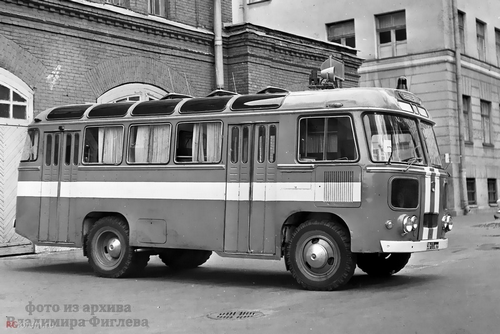 фото из архива
Владимира Фиглева